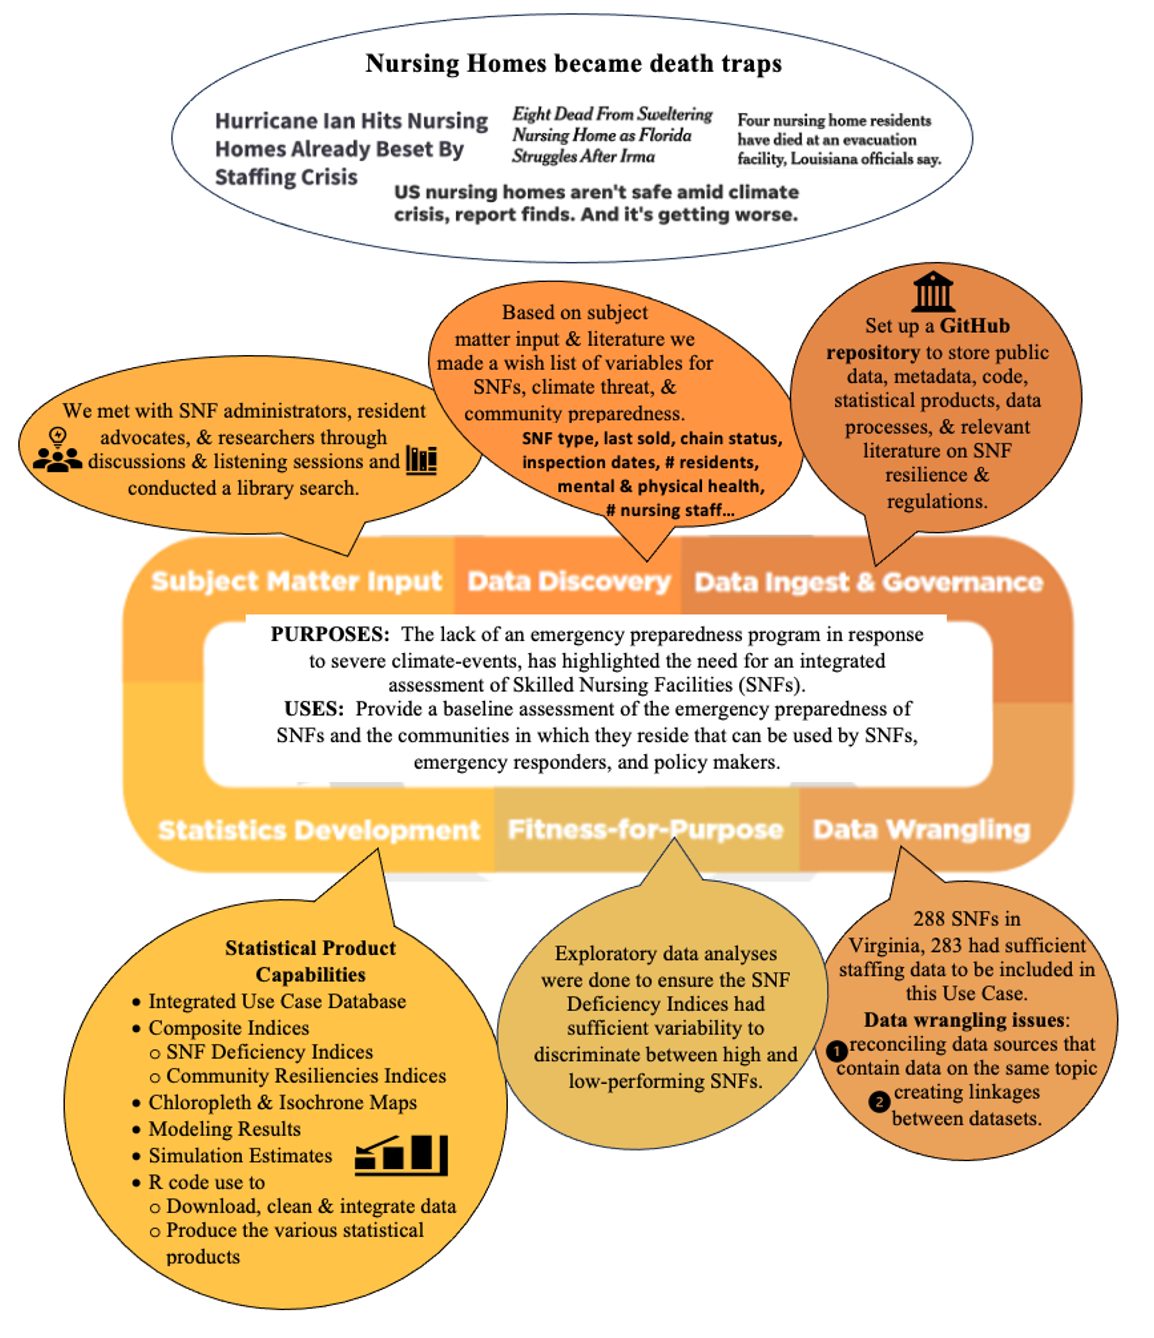 Nursing Homes became death traps
Hurricane Ian Hits Nursing
Homes Already Beset By
Staffing Crisis
Eight Dead From Sweltering
Nursing Home as Florida
Struggles After Irma
Four nursing home residents
have died at an evacuation
facility, Louisiana officials say.
US nursing homes aren't safe amid climate
crisis, report finds. And it's getting worse.
We met with SNF administrators, resident
advocates, & researchers through
discussions & listening sessions and
conducted a library search.
Based on subject
matter input & literature we
made a wish list of variables for
SNFs, climate threat, &
community preparedness.
SNF type, last sold, chain status,
inspection dates, # residents,
mental & physical health,
# nursing staff...
Set up a GitHub
repository to store public
data, metadata, code,
statistical products, data
processes, & relevant
literature on SNF
resilience &
regulations.
Subject Matter Input
Data Discovery
Data Ingest & Governance
PURPOSES: The lack of an emergency preparedness program in response
to severe climate-events, has highlighted the need for an integrated
assessment of Skilled Nursing Facilities (SNFs).
USES: Provide a baseline assessment of the emergency preparedness of
SNFs and the communities in which they reside that can be used by SNFs,
emergency responders, and policy makers.
Statistics Development
Fitness-for-Purpose
Data Wrangling
Statistical Product
Capabilities
• Integrated Use Case Database
• Composite Indices
o SNF Deficiency Indices
o Community Resiliencies Indices
• Chloropleth & Isochrone Maps
• Modeling Results
• Simulation Estimates
• R code use to
o Download, clean & integrate data
o Produce the various statistical
products
Exploratory data analyses
were done to ensure the SNF
Deficiency Indices had
sufficient variability to
discriminate between high and
low-performing SNFs.
288 SNFs in
Virginia, 283 had sufficient
staffing data to be included in
this Use Case.
Data wrangling issues:
1 reconciling data sources that
contain data on the same topic
2 creating linkages
between datasets.